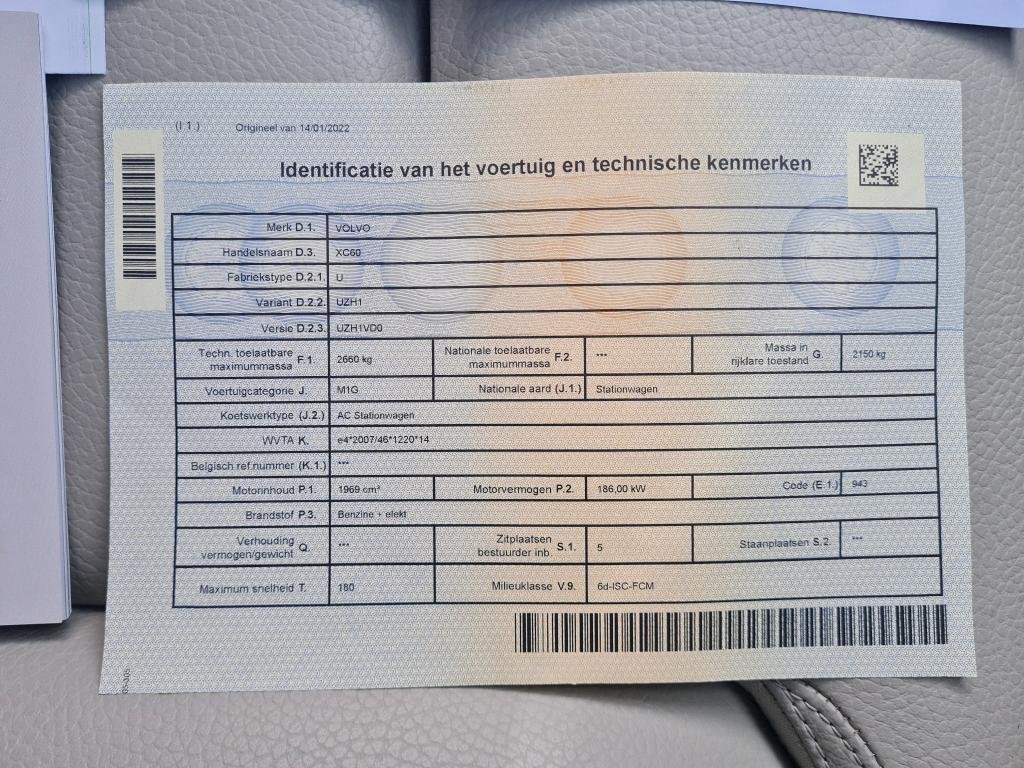 (I.1.) Origineel van 14/01/2022
Identificatie van het voertuig en technische kenmerken
Merk D.1. VOLVO
Handelsnaam D.3. XC60
Fabriekstype D.2.1. U
Variant D.2.2. UZH1
Versie D.2.3. UZH1VD0
Techn. toelaatbare maximummassa F.1. 2660 kg Nationale toelaatbare maximummassa F.2. *** Massa in rijklare toestand G. 2150 kg
Voertuigcategorie J. M1G Nationale aard (J.1.) Stationwagen
Koetswerktype (J.2.) AC Stationwagen
WVTA K. e4*2007/46*1220*14
Belgisch ref.nummer (K.1.) ***
Motorinhoud P.1. 1969 cm³ Motorvermogen P.2. 186,00 kW Code (E.1.) 943
Brandstof P.3. Benzine + elekt
Verhouding vermogen/gewicht Q. *** Zitplaatsen bestuurder inb. S.1. 5 Staanplaatsen S.2. ***
Maximum snelheid T. 180 Milieuklasse V.9. 6d-ISC-FCM